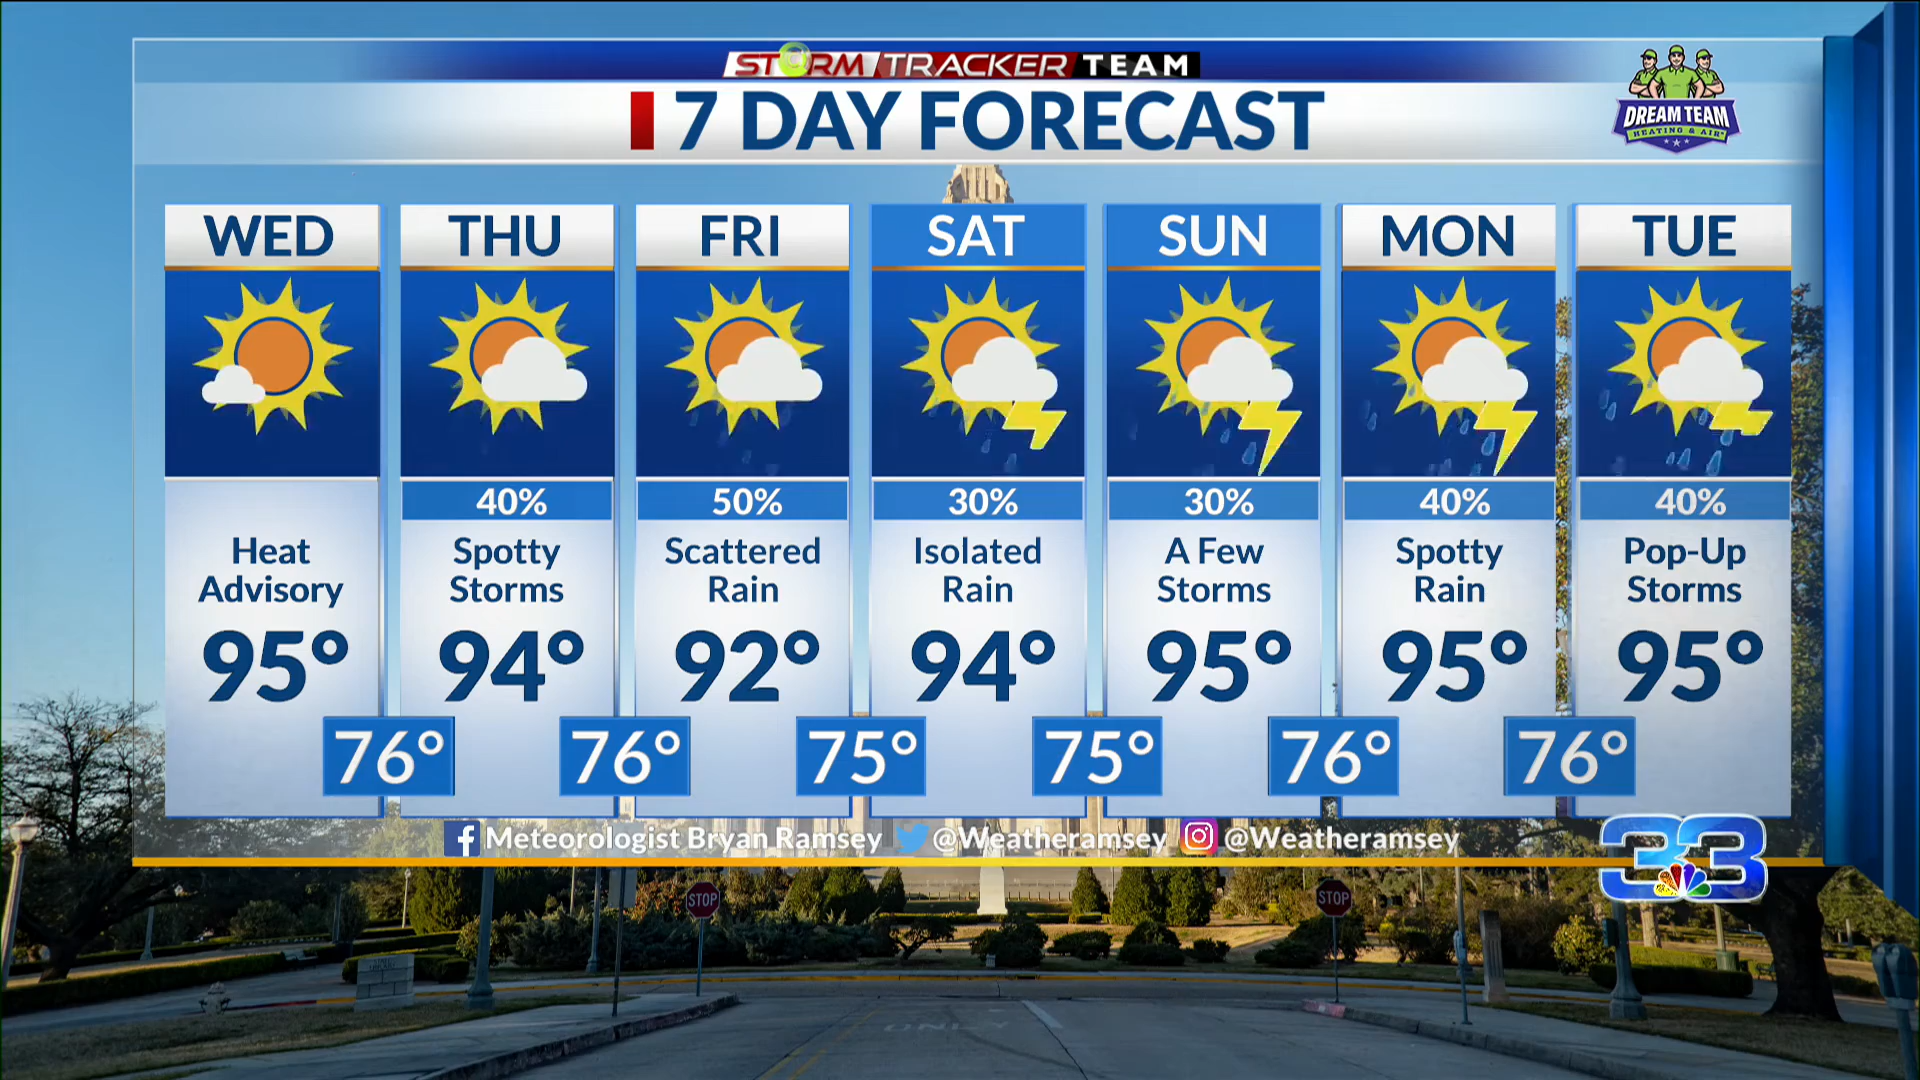 STORM TRACKER TEAM
7 DAY FORECAST
DREAM TEAM
HEATING & AIR
WED
THU
FRI
SAT
SUN
MON
TUE
40%
50%
30%
30%
40%
40%
Heat
Advisory
Spotty
Storms
Scattered
Rain
Isolated
Rain
A Few
Storms
Spotty
Rain
Pop-Up
Storms
95°
94°
92°
94°
95°
95°
95°
76°
76°
75°
75°
76°
76°
Meteorologist Bryan Ramsey @Weatheramsey @Weatheramsey
33
STOP
STOP
ONLY